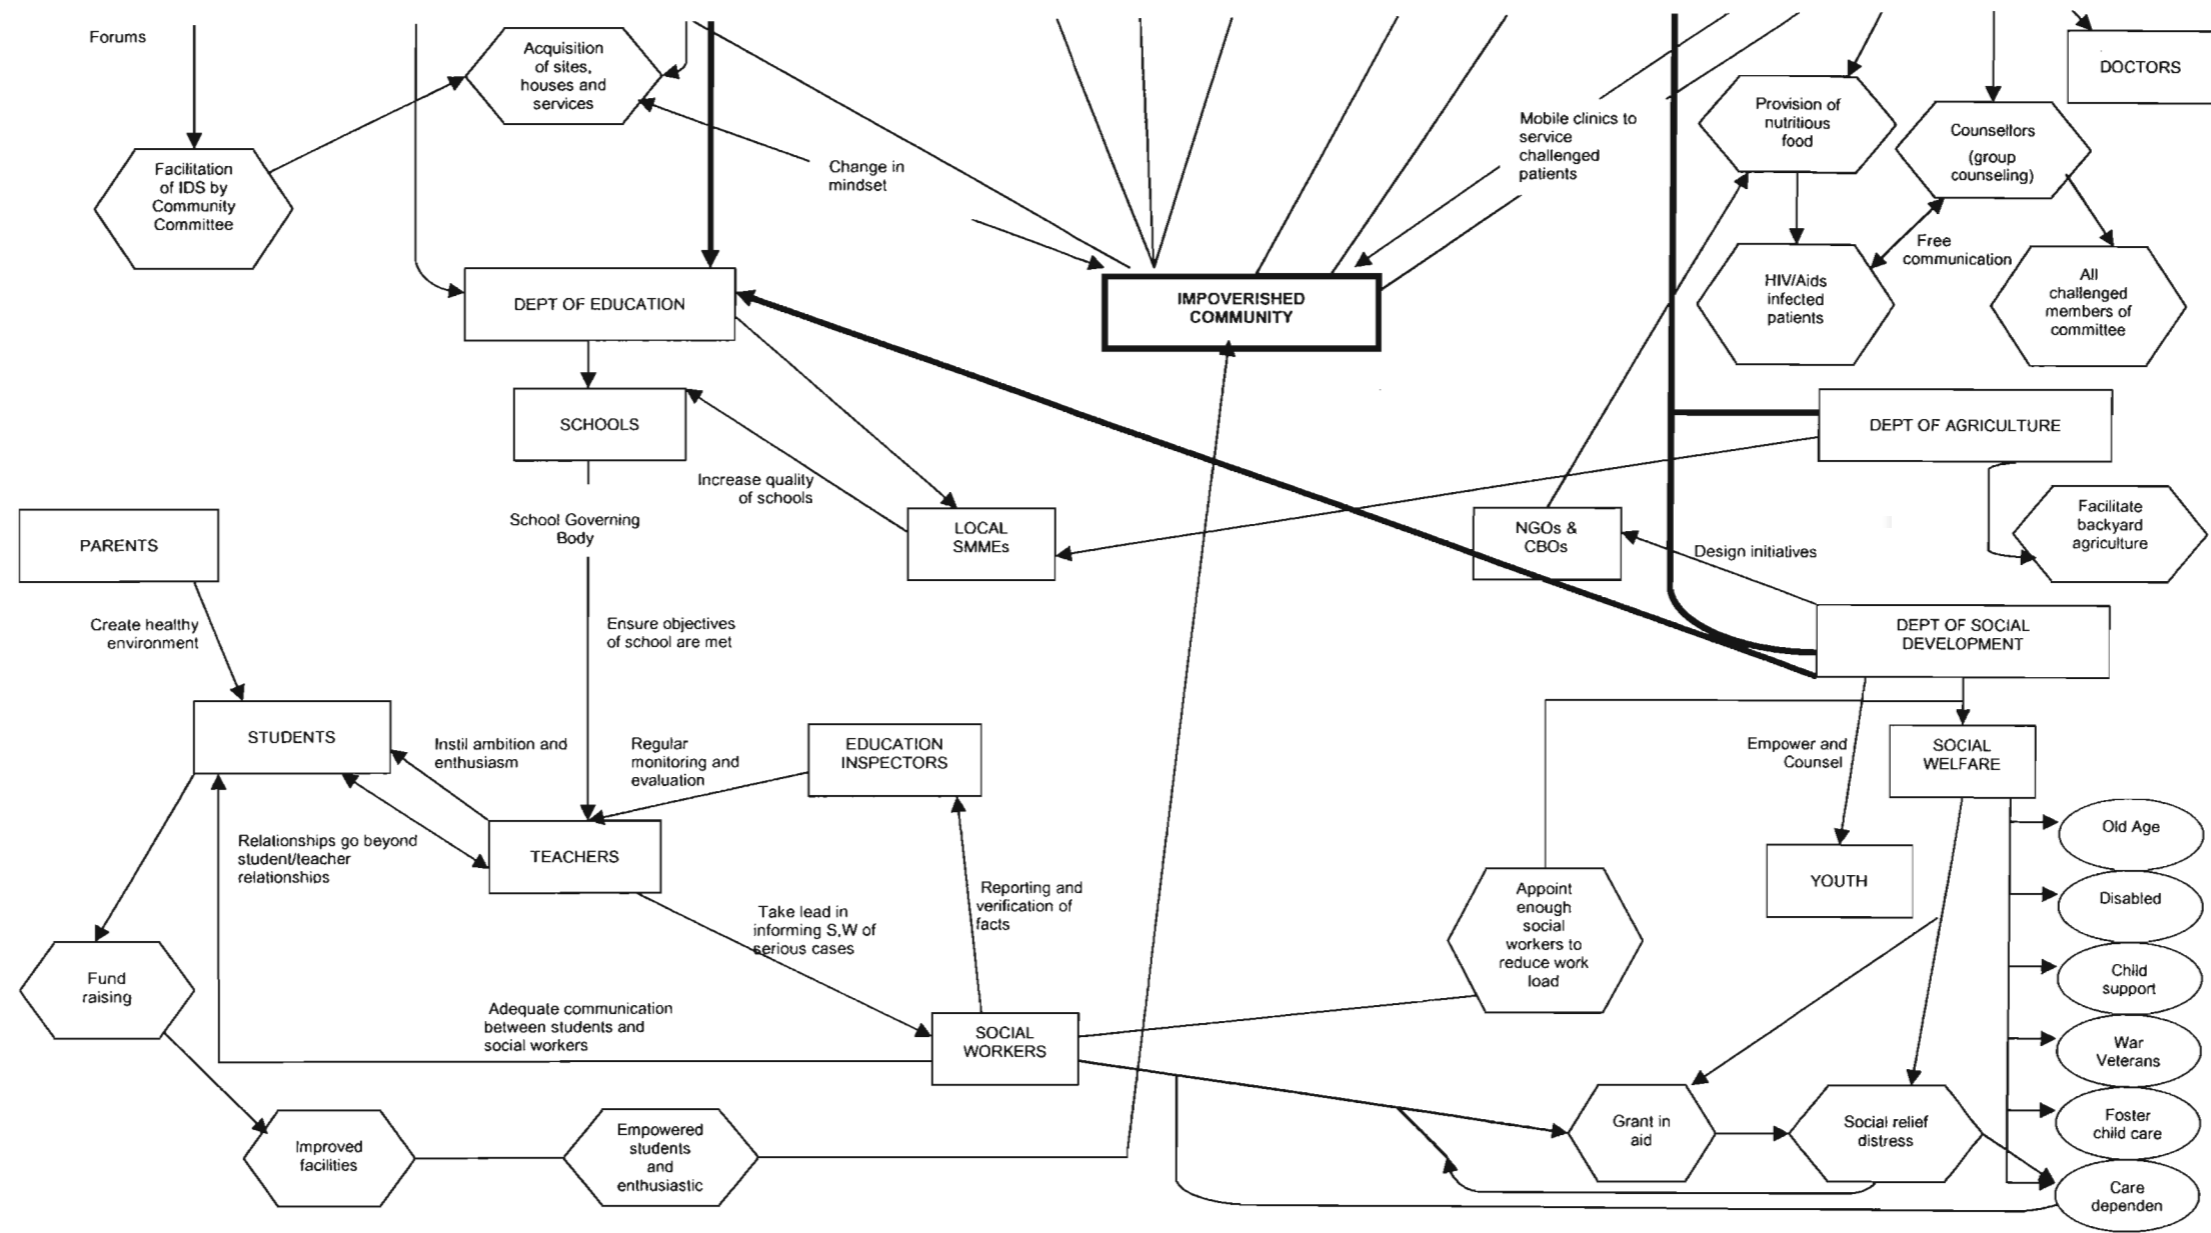 Forums
Acquisition
of sites,
houses and
services
DOCTORS
Provision of
nutritious
food
Mobile clinics to
service
challenged
patients
Counsellors
(group
counseling)
Facilitation
of IDS by
Community
Committee
Change in
mindset
Free
communication
HIV/Aids
infected
patients
All
challenged
members of
committee
DEPT OF EDUCATION
IMPOVERISHED
COMMUNITY
SCHOOLS
DEPT OF AGRICULTURE
Increase quality
of schools
School Governing
Body
LOCAL
SMMEs
NGOs &
CBOs
Facilitate
backyard
agriculture
PARENTS
Design initiatives
Create healthy
environment
Ensure objectives
of school are met
DEPT OF SOCIAL
DEVELOPMENT
STUDENTS
Instil ambition and
enthusiasm
Regular
monitoring and
evaluation
EDUCATION
INSPECTORS
Empower and
Counsel
SOCIAL
WELFARE
Relationships go beyond
student/teacher
relationships
TEACHERS
YOUTH
Old Age
Disabled
Take lead in
informing S,W of
serious cases
Reporting and
verification of
facts
Appoint
enough
social
workers to
reduce work
load
Child
support
Fund
raising
Adequate communication
between students and
social workers
SOCIAL
WORKERS
War
Veterans
Improved
facilities
Empowered
students
and
enthusiastic
Grant in
aid
Social relief
distress
Foster
child care
Care
dependen